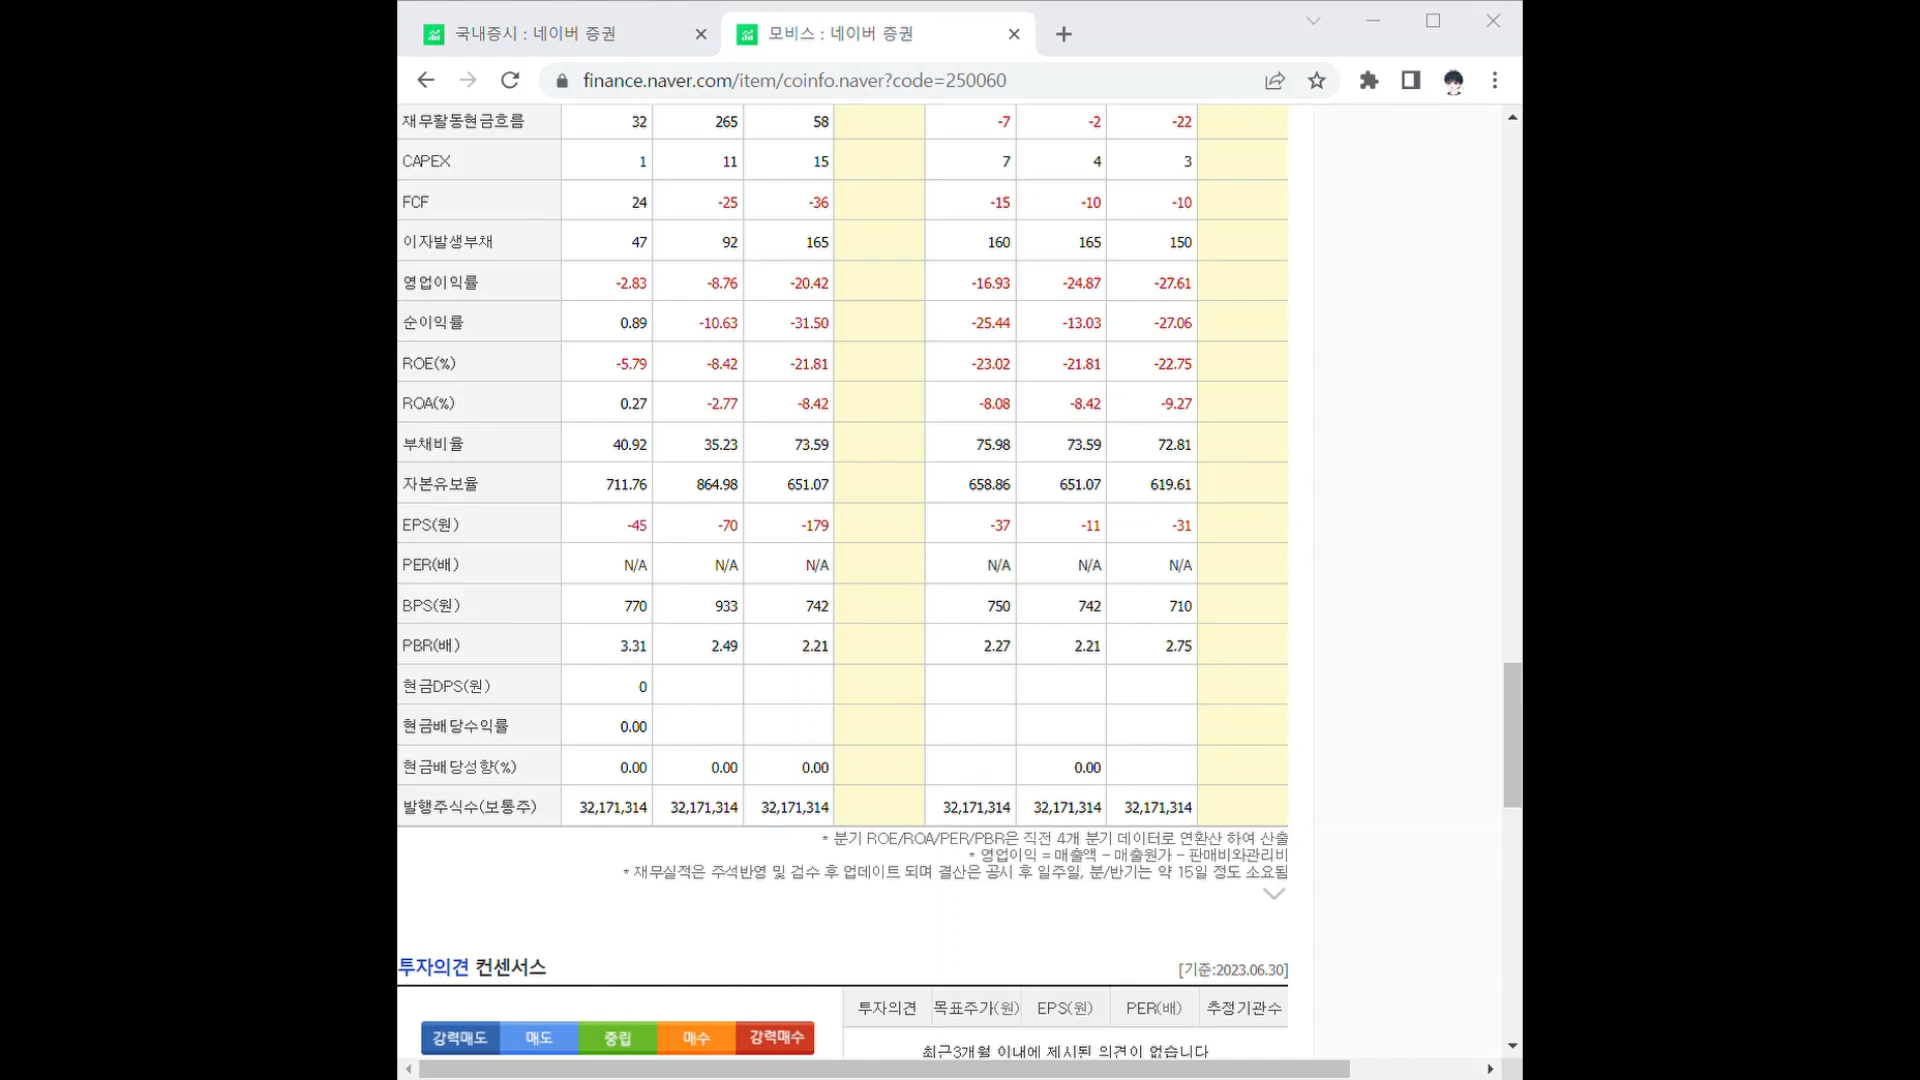 국내증시 : 네이버 증권
모비스 : 네이버 증권
finance.naver.com/item/coinfo.naver?code=250060
재무활동현금흐름 32 265 58 -7 -2 -22
CAPEX 1 11 15 7 4 3
FCF 24 -25 -36 -15 -10 -10
이자발생부채 47 92 165 160 165 150
영업이익률 -2.83 -8.76 -20.42 -16.93 -24.87 -27.61
순이익률 0.89 -10.63 -31.50 -25.44 -13.03 -27.06
ROE(%) -5.79 -8.42 -21.81 -23.02 -21.81 -22.75
ROA(%) 0.27 -2.77 -8.42 -8.08 -8.42 -9.27
부채비율 40.92 35.23 73.59 75.98 73.59 72.81
자본유보율 711.76 864.98 651.07 658.86 651.07 619.61
EPS(원) -45 -70 -179 -37 -11 -31
PER(배) N/A N/A N/A N/A N/A N/A
BPS(원) 770 933 742 750 742 710
PBR(배) 3.31 2.49 2.21 2.27 2.21 2.75
현금DPS(원) 0
현금배당수익률 0.00
현금배당성향(%) 0.00 0.00 0.00 0.00
발행주식수(보통주) 32,171,314 32,171,314 32,171,314 32,171,314 32,171,314 32,171,314
* 분기 ROE/ROA/PER/PBR은 직전 4개 분기 데이터로 연환산 하여 산출
* 영업이익 = 매출액 - 매출원가 - 판매비와관리비
* 재무실적은 주석반영 및 검수 후 업데이트 되며 결산은 공시 후 일주일, 분/반기는 약 15일 정도 소요됨
투자의견 컨센서스 [기준:2023.06.30]
투자의견 목표주가(원) EPS(원) PER(배) 추정기관수
강력매도 매도 중립 매수 강력매수
최근3개월 이내에 제시된 의견이 없습니다